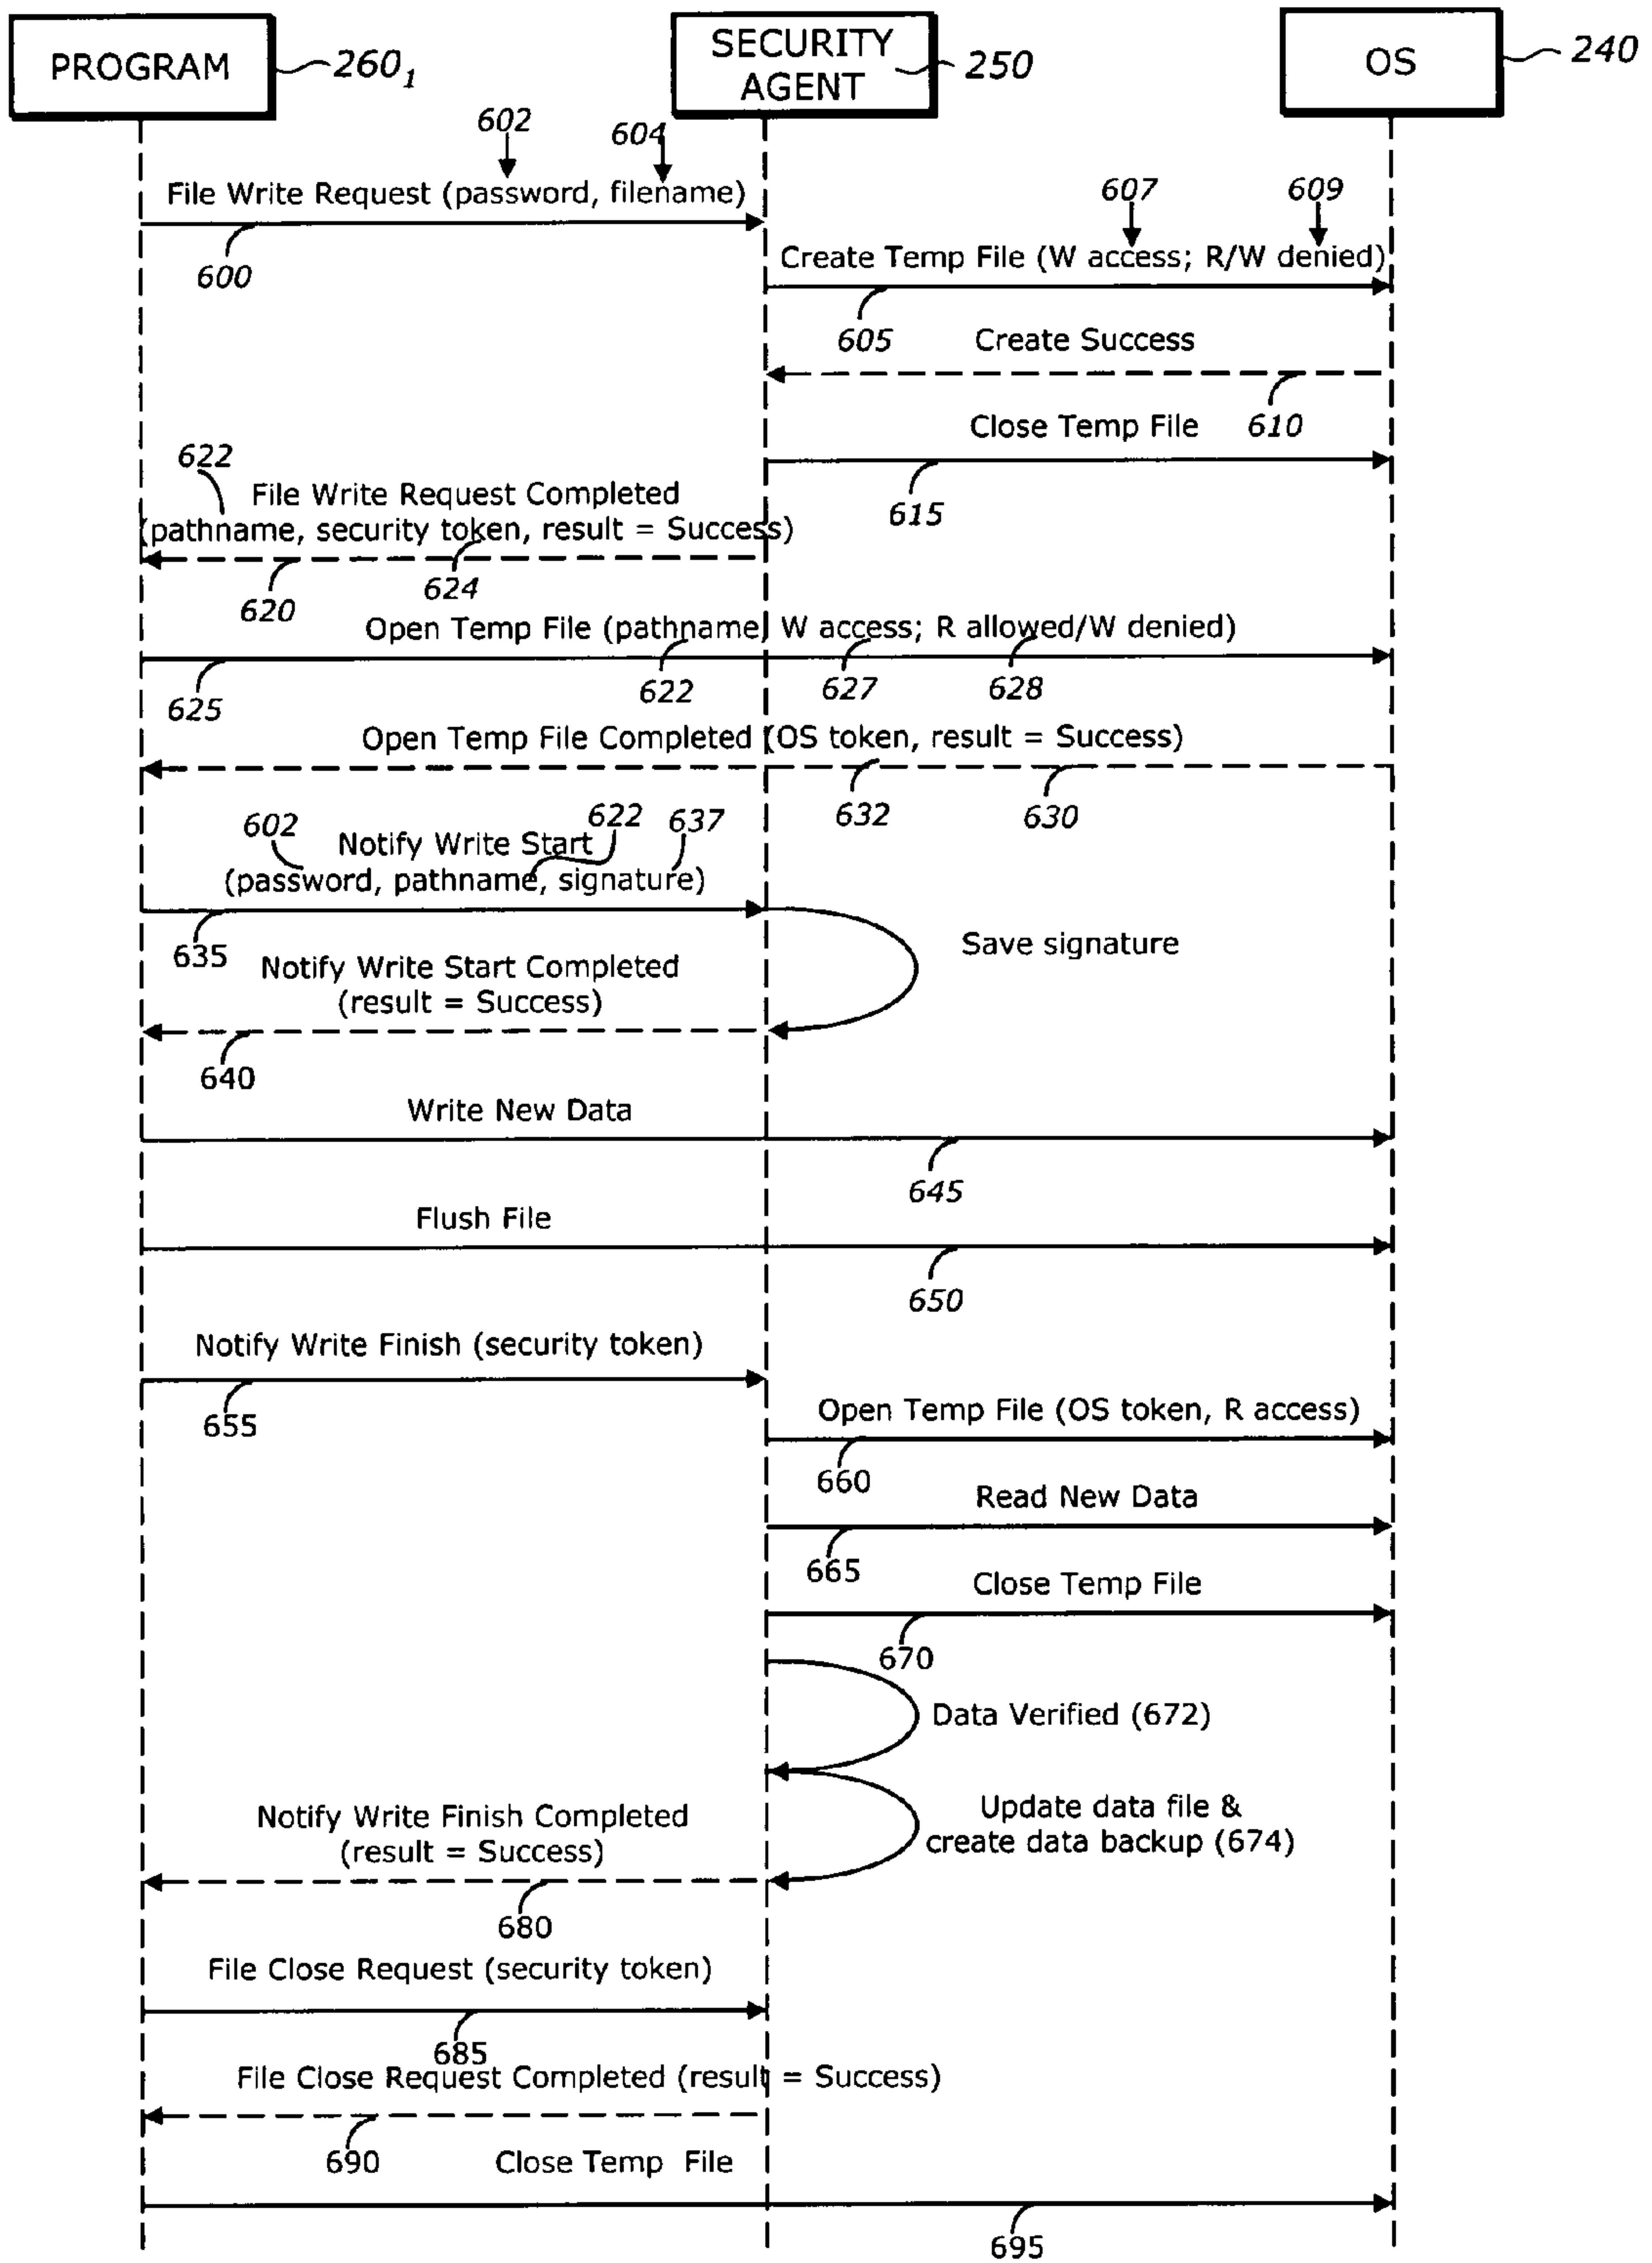 PROGRAM
260₁
SECURITY
AGENT
250
OS
240
602
604
File Write Request (password, filename)
600
607
609
Create Temp File (W access; R/W denied)
605
Create Success
610
Close Temp File
615
622
File Write Request Completed
(pathname, security token, result = Success)
620
624
Open Temp File (pathname, W access; R allowed/W denied)
625
622
627
628
Open Temp File Completed (OS token, result = Success)
632
630
602
622
637
Notify Write Start
(password, pathname, signature)
635
Save signature
Notify Write Start Completed
(result = Success)
640
Write New Data
645
Flush File
650
Notify Write Finish (security token)
655
Open Temp File (OS token, R access)
660
Read New Data
665
Close Temp File
670
Data Verified (672)
Update data file &
create data backup (674)
Notify Write Finish Completed
(result = Success)
680
File Close Request (security token)
685
File Close Request Completed (result = Success)
690
Close Temp File
695